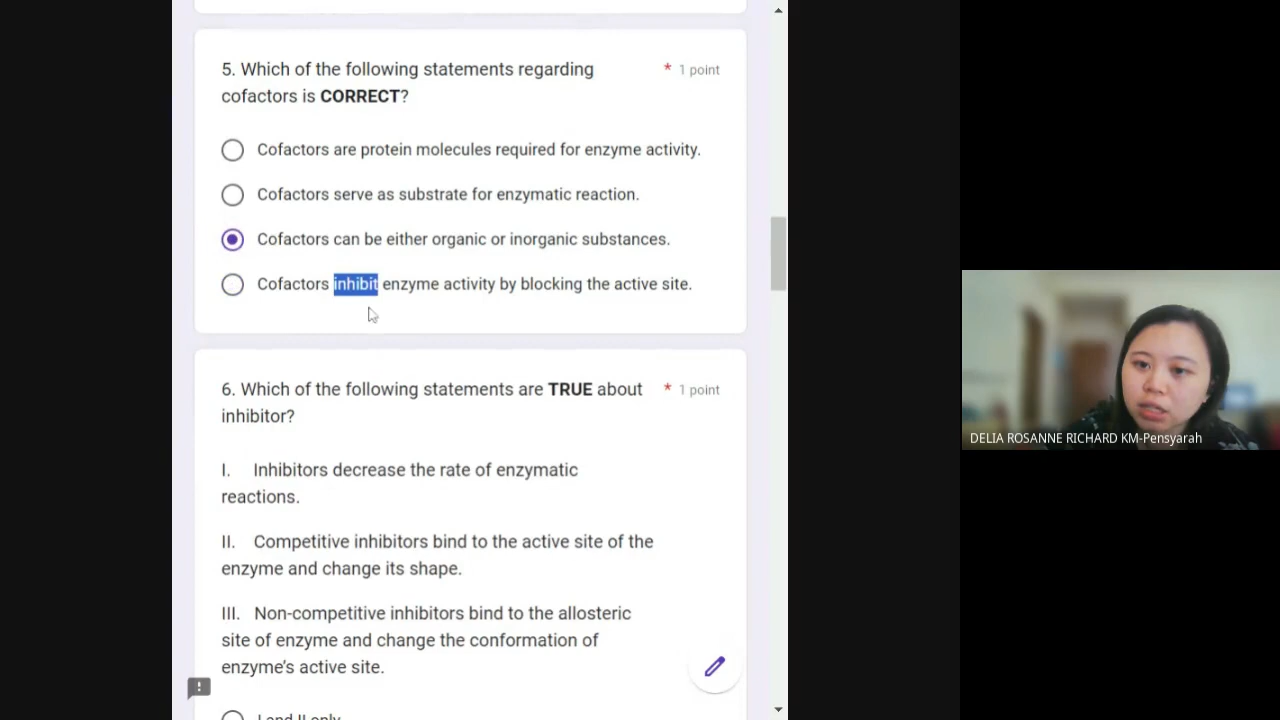 5. Which of the following statements regarding
cofactors is CORRECT?
* 1 point
Cofactors are protein molecules required for enzyme activity.
Cofactors serve as substrate for enzymatic reaction.
Cofactors can be either organic or inorganic substances.
Cofactors inhibit enzyme activity by blocking the active site.
6. Which of the following statements are TRUE about
inhibitor?
* 1 point
I. Inhibitors decrease the rate of enzymatic
reactions.
II. Competitive inhibitors bind to the active site of the
enzyme and change its shape.
III. Non-competitive inhibitors bind to the allosteric
site of enzyme and change the conformation of
enzyme's active site.
I and II only
DELIA ROSANNE RICHARD KM-Pensyarah